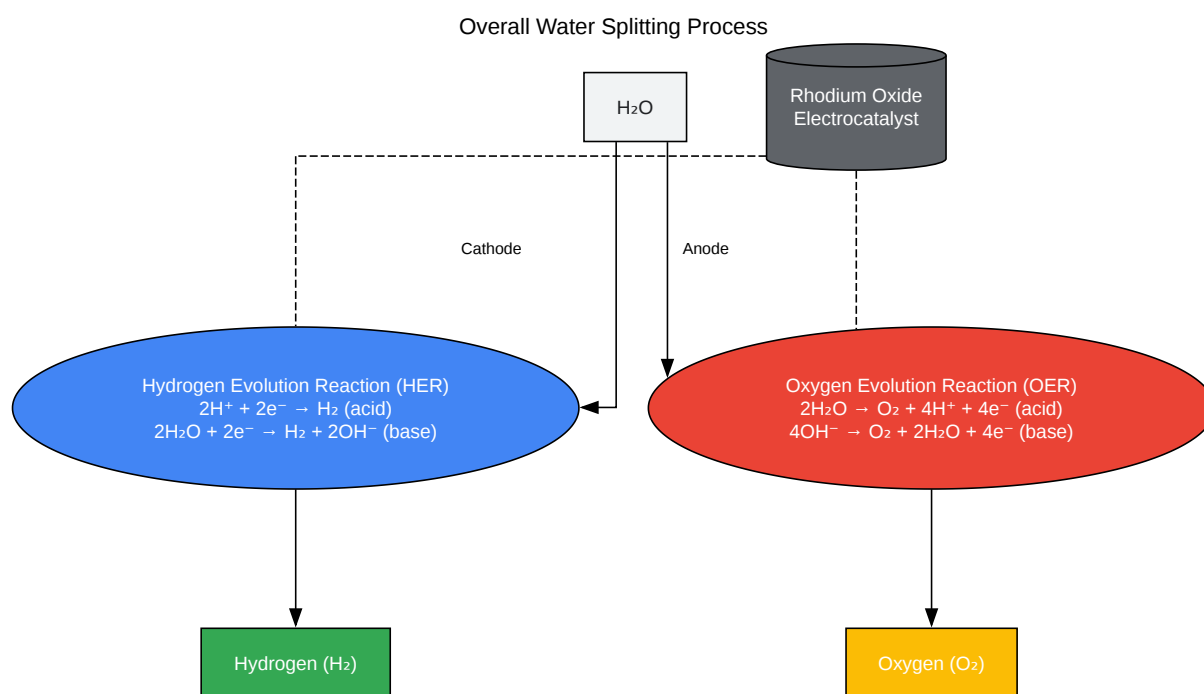 Overall Water Splitting Process
H₂O
Rhodium Oxide
Electrocatalyst
Cathode
Anode
Hydrogen Evolution Reaction (HER)
2H⁺ + 2e⁻ → H₂ (acid)
2H₂O + 2e⁻ → H₂ + 2OH⁻ (base)
Oxygen Evolution Reaction (OER)
2H₂O → O₂ + 4H⁺ + 4e⁻ (acid)
4OH⁻ → O₂ + 2H₂O + 4e⁻ (base)
Hydrogen (H₂)
Oxygen (O₂)